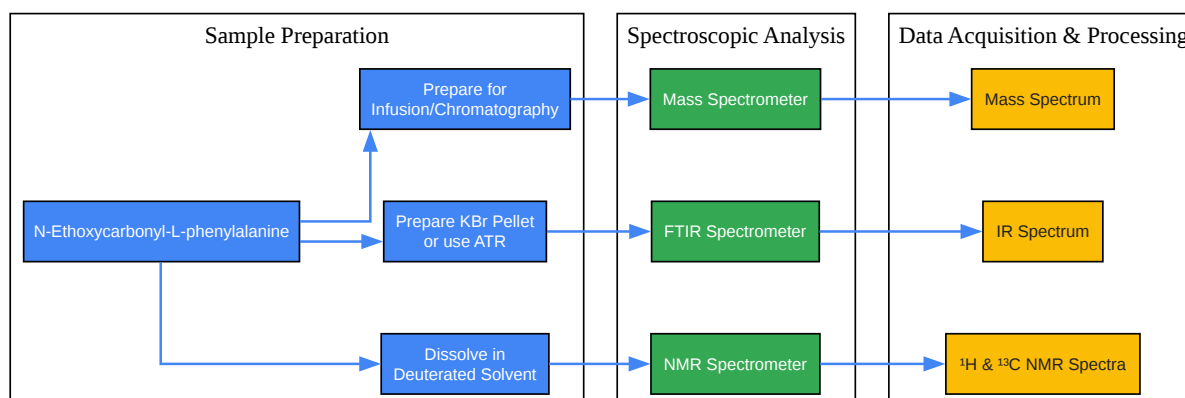 Sample Preparation
Spectroscopic Analysis
Data Acquisition & Processing
Prepare for
Infusion/Chromatography
Mass Spectrometer
Mass Spectrum
N-Ethoxycarbonyl-L-phenylalanine
Prepare KBr Pellet
or use ATR
FTIR Spectrometer
IR Spectrum
Dissolve in
Deuterated Solvent
NMR Spectrometer
¹H & ¹³C NMR Spectra